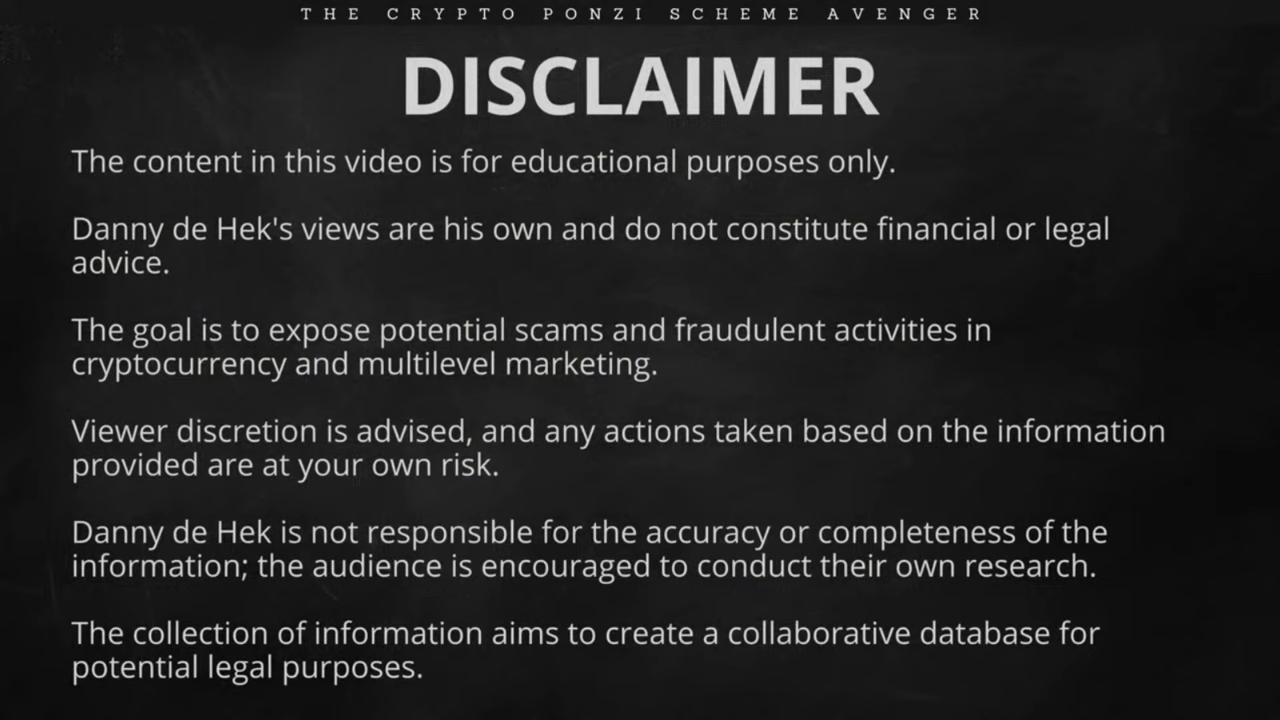 THE CRYPTO PONZI SCHEME AVENGER
DISCLAIMER
The content in this video is for educational purposes only.
Danny de Hek's views are his own and do not constitute financial or legal
advice.
The goal is to expose potential scams and fraudulent activities in
cryptocurrency and multilevel marketing.
Viewer discretion is advised, and any actions taken based on the information
provided are at your own risk.
Danny de Hek is not responsible for the accuracy or completeness of the
information; the audience is encouraged to conduct their own research.
The collection of information aims to create a collaborative database for
potential legal purposes.